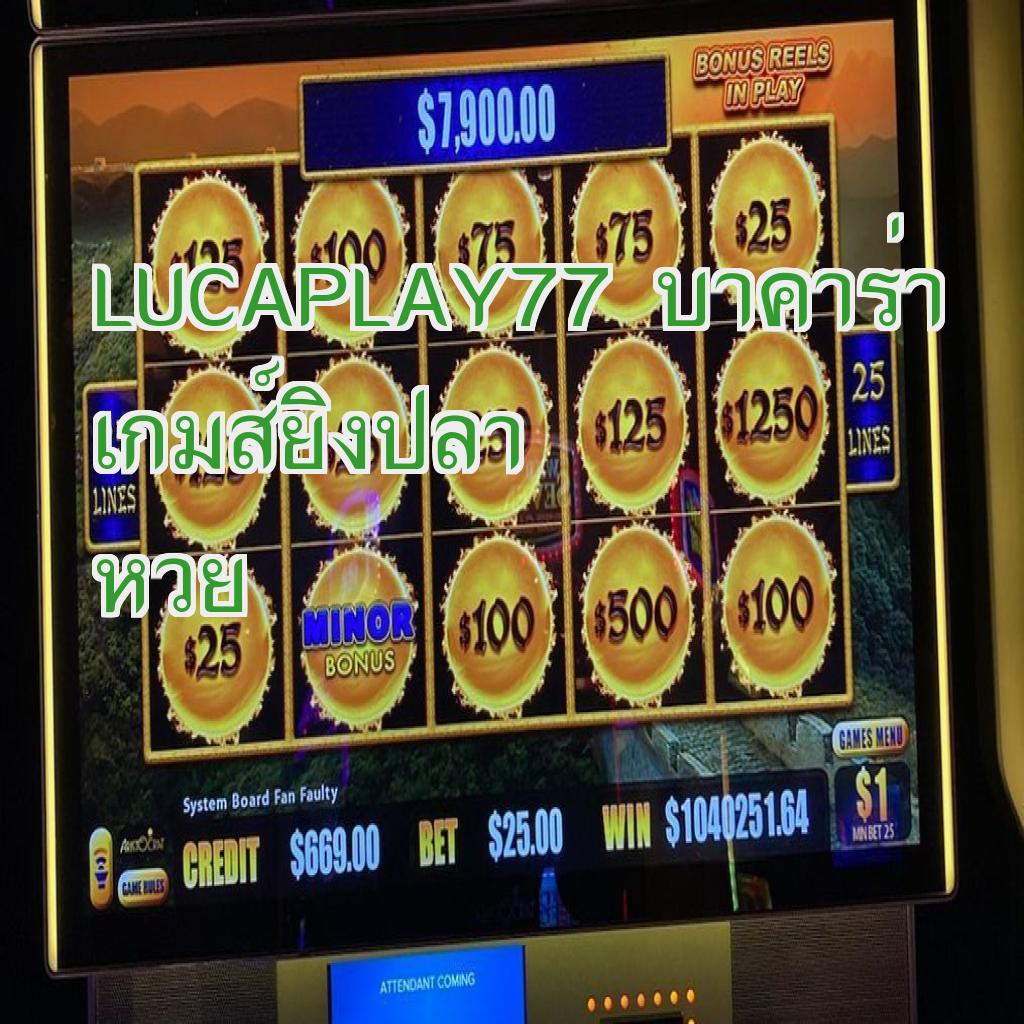 BONUS REELS
IN PLAY
$7,900.00
$75 $75 $25
LUCAPLAY77 บาคาร่า
เกมส์ยิงปลา
หวย
$125 $1250
25
LINES
LINES
$25 MINOR
BONUS $100 $500 $100
GAMES MENU
System Board Fan Faulty
$1
MIN BET 25
ARISTOCRAT
GAME RULES
CREDIT $669.00 BET $25.00 WIN $1040251.64
ATTENDANT COMING